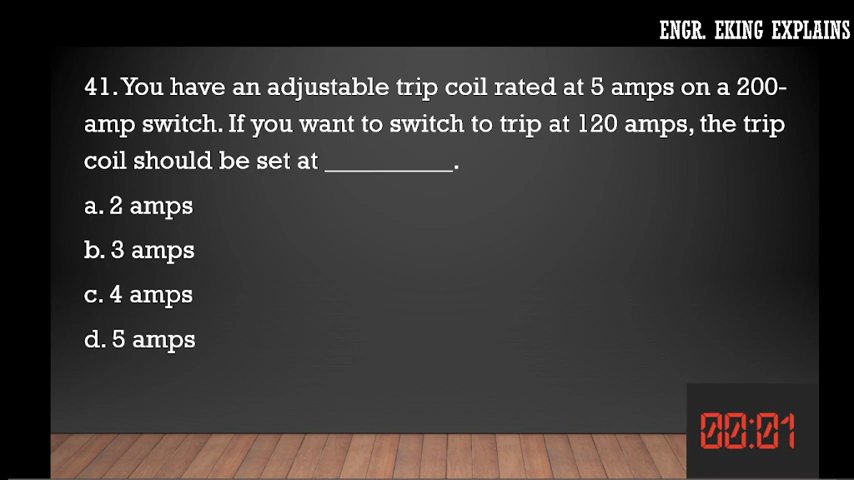 ENGR. EKING EXPLAINS
41. You have an adjustable trip coil rated at 5 amps on a 200-
amp switch. If you want to switch to trip at 120 amps, the trip
coil should be set at __________.
a. 2 amps
b. 3 amps
c. 4 amps
d. 5 amps
00:01